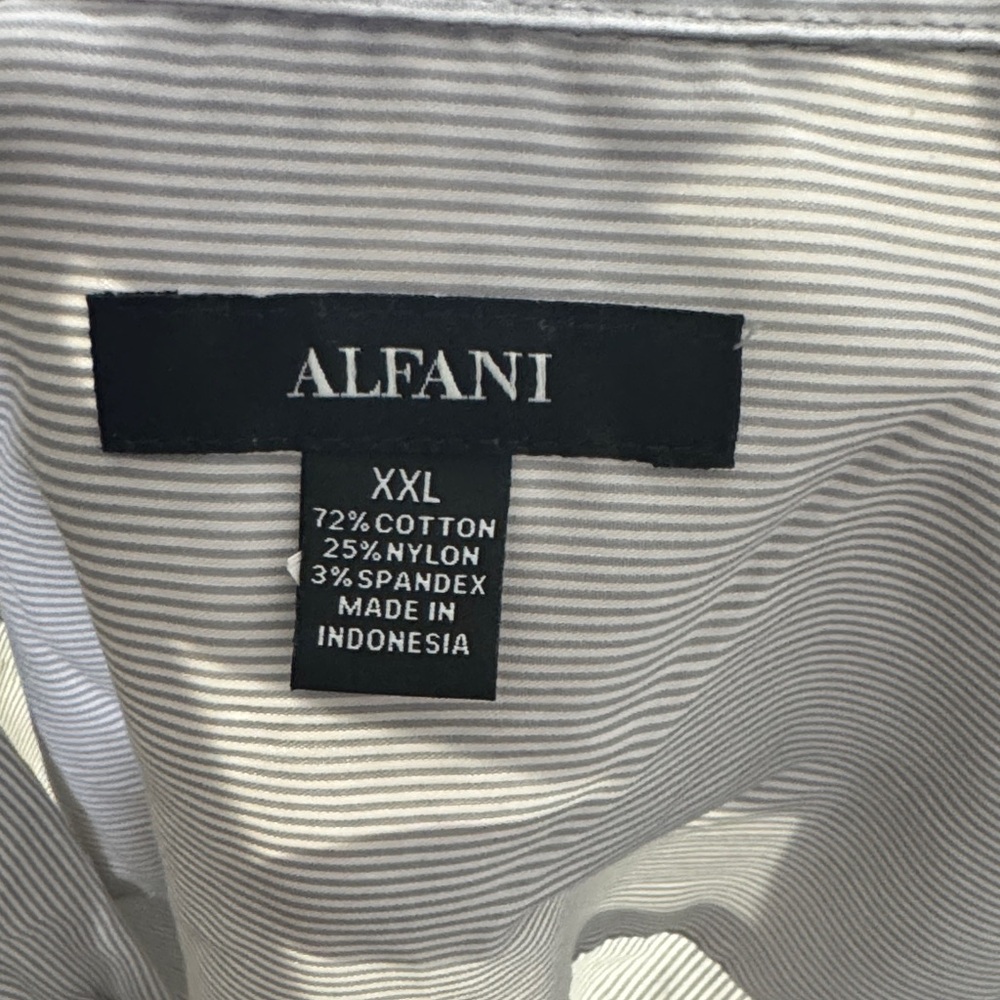 ALFANI
XXL
72%COTTON
25%NYLON
3%SPANDEX
MADE IN
INDONESIA